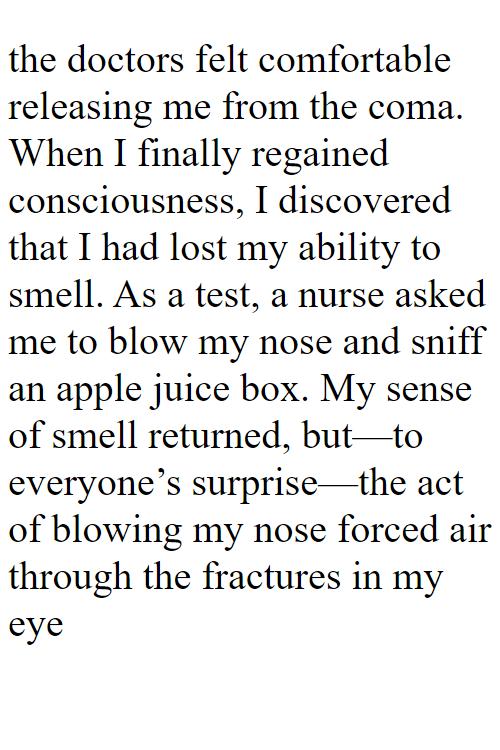 the doctors felt comfortable
releasing me from the coma.
When I finally regained
consciousness, I discovered
that I had lost my ability to
smell. As a test, a nurse asked
me to blow my nose and sniff
an apple juice box. My sense
of smell returned, but—to
everyone’s surprise—the act
of blowing my nose forced air
through the fractures in my
eye